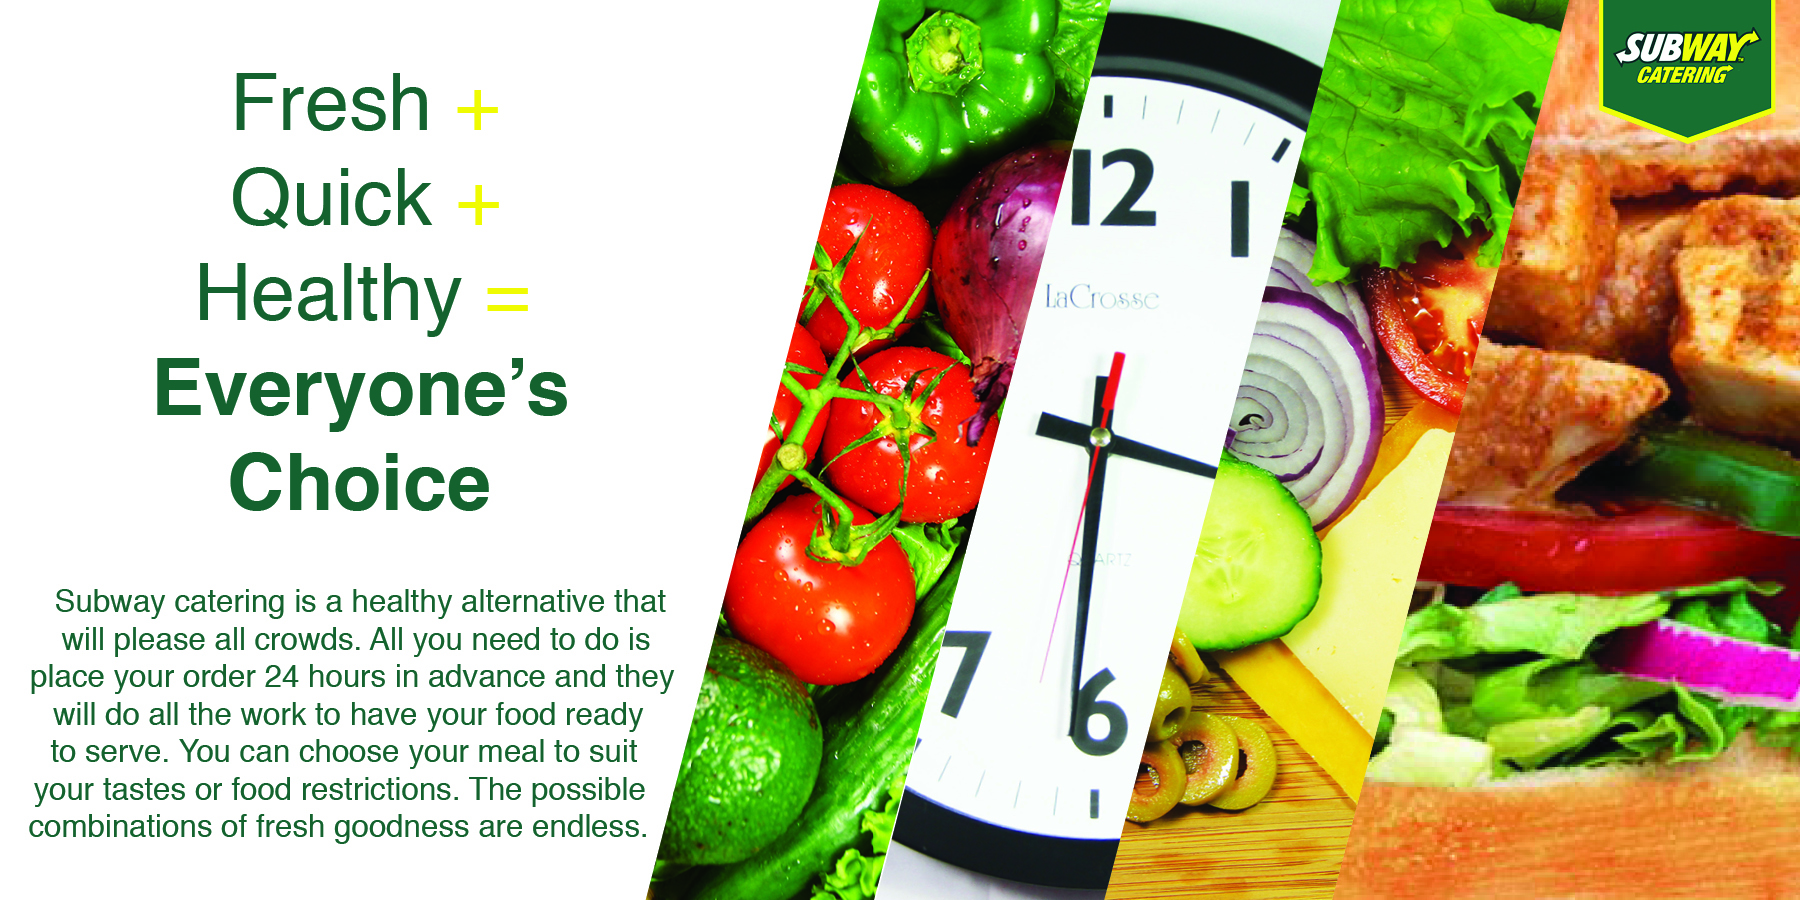 Fresh +
Quick +
Healthy =
Everyone’s
Choice
Subway catering is a healthy alternative that
will please all crowds. All you need to do is
place your order 24 hours in advance and they
will do all the work to have your food ready
to serve. You can choose your meal to suit
your tastes or food restrictions. The possible
combinations of fresh goodness are endless.
12
1
LaCrosse
QUARTZ
7
6
SUBWAY™
CATERING